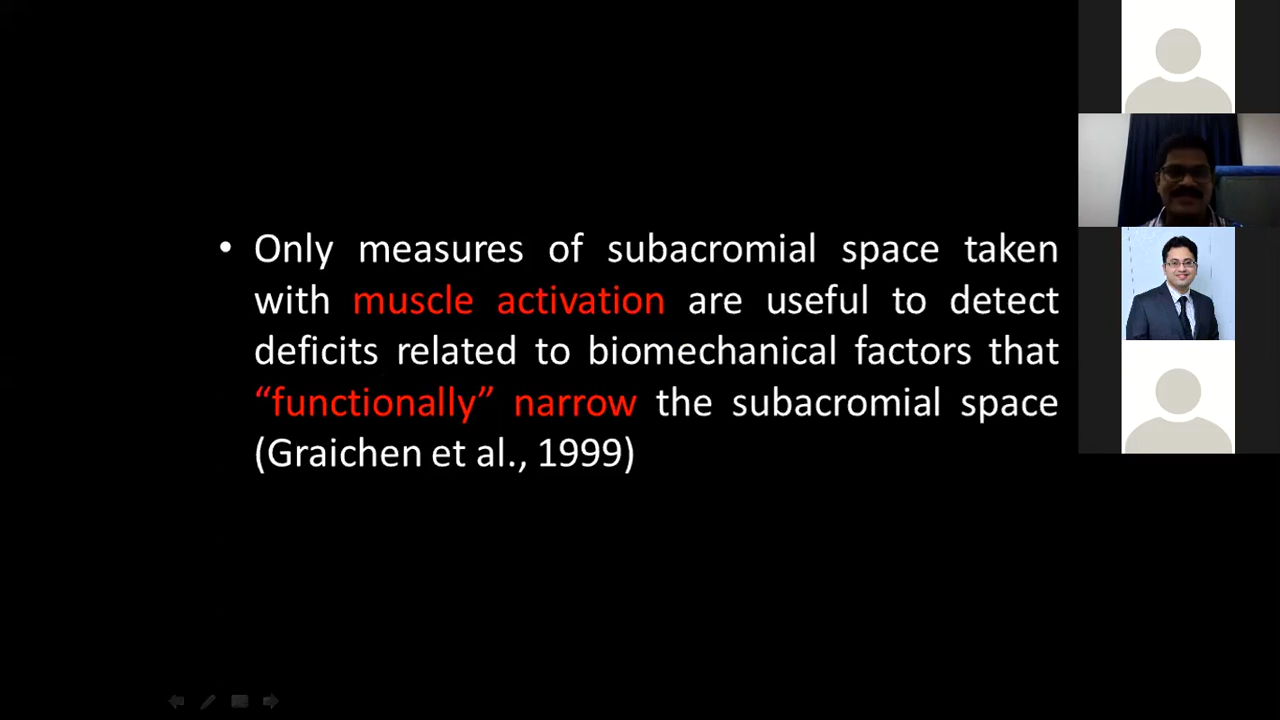 • Only measures of subacromial space taken
with muscle activation are useful to detect
deficits related to biomechanical factors that
“functionally” narrow the subacromial space
(Graichen et al., 1999)